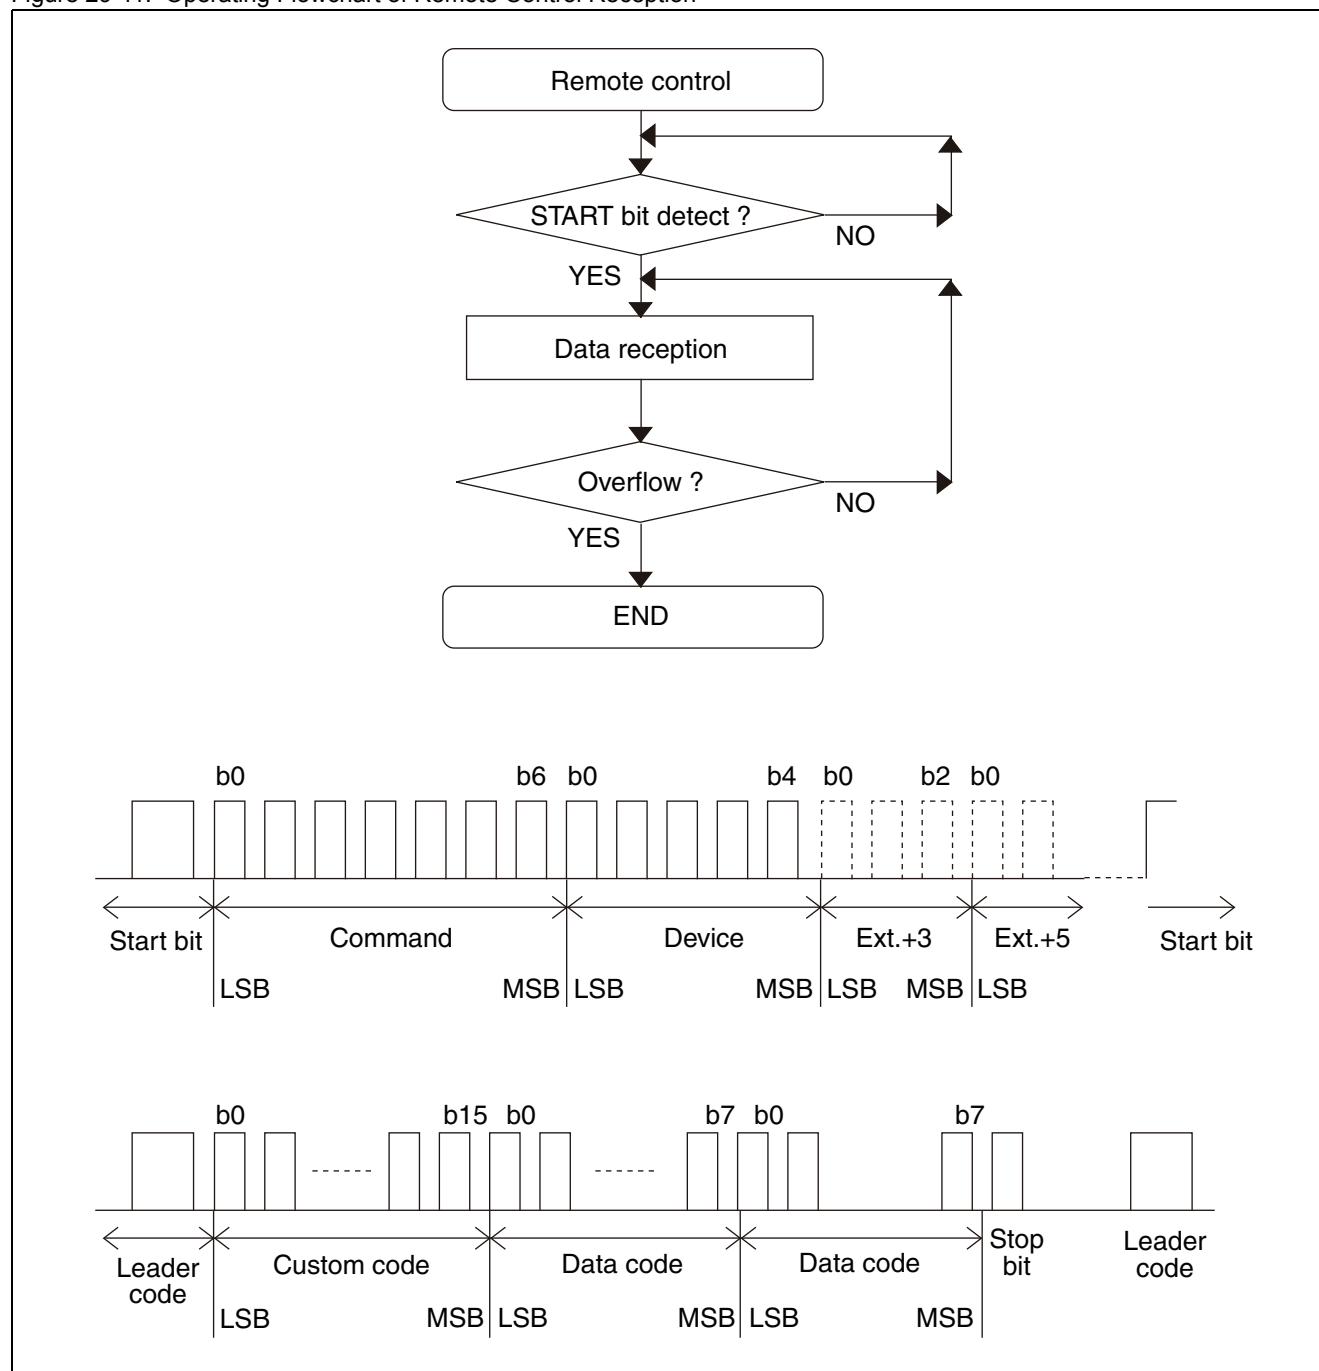 Figure 20-11. Operating Flowchart of Remote Control Reception
Remote control
START bit detect ?
NO
YES
Data reception
Overflow ?
NO
YES
END
b0 b6 b0 b4 b0 b2 b0
Start bit Command Device Ext.+3 Ext.+5 Start bit
LSB MSB LSB MSB LSB MSB LSB
b0 b15 b0 b7 b0 b7
Leader code Custom code Data code Data code Stop bit Leader code
LSB MSB LSB MSB LSB MSB